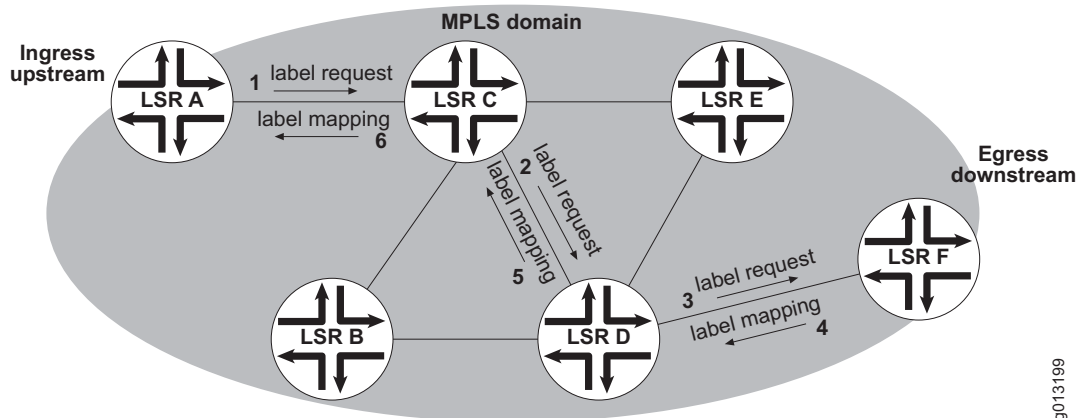 MPLS domain
Ingress
upstream
1 label request
LSR A
LSR C
LSR E
label mapping
6
2
label request
label mapping
5
Egress
downstream
LSR F
3 label request
label mapping 4
LSR B
LSR D
g013199